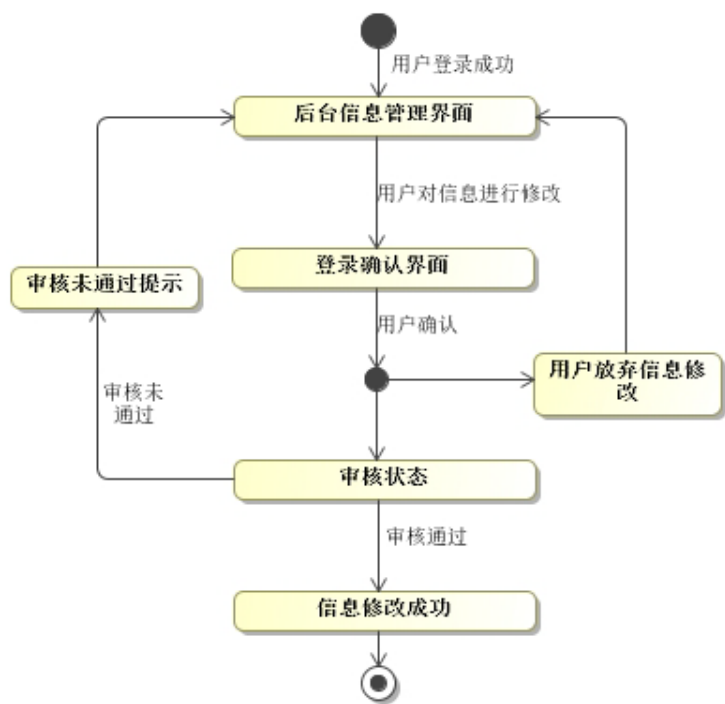 用户登录成功
后台信息管理界面
用户对信息进行修改
登录确认界面
审核未通过提示
用户确认
用户放弃信息修
改
审核未
通过
审核状态
审核通过
信息修改成功